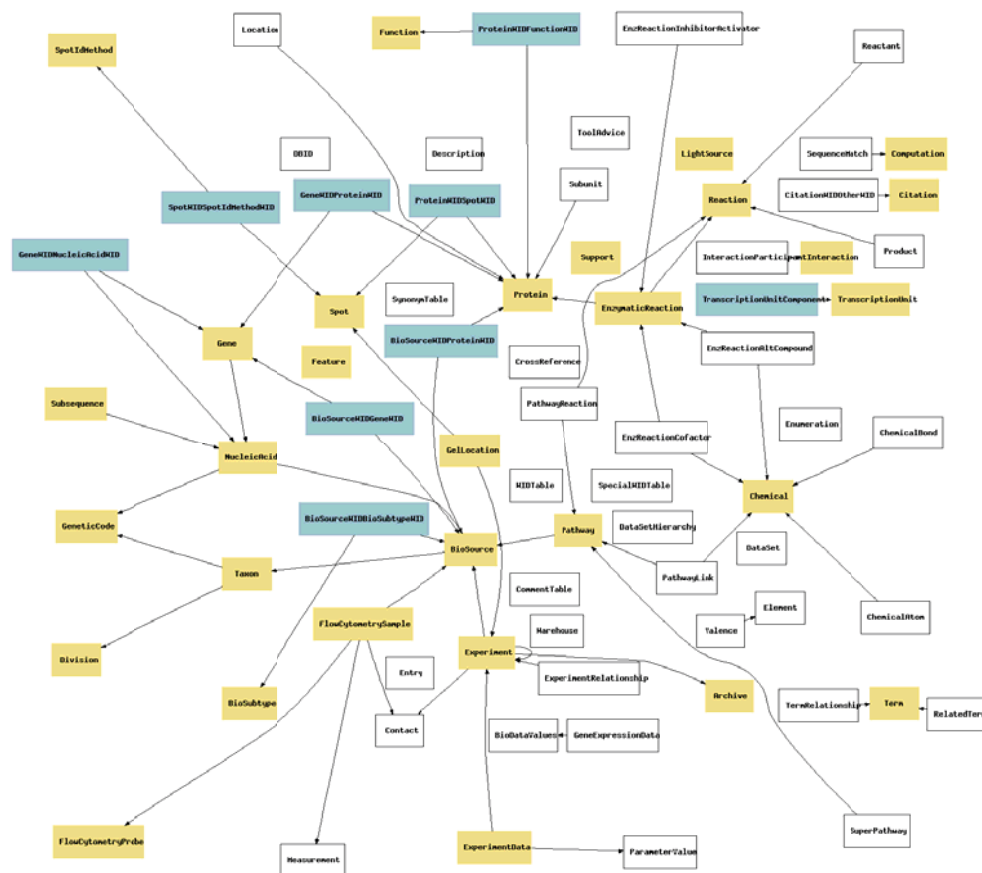 Location
Function
ProteinWIDFunctionWID
EnzReactionInhibitorActivator
SpotIdMethod
Reactant
ToolAdvice
DBID
Description
LightSource
SequenceMatch
Computation
Subunit
GeneWIDProteinWID
ProteinWIDSpotWID
SpotWIDSpotIdMethodWID
Reaction
CitationWIDOtherWID
Citation
GeneWIDNucleicAcidWID
Support
Product
InteractionParticipantInteraction
Protein
SynonymTable
EnzymaticReaction
TranscriptionUnitComponent
TranscriptionUnit
Spot
Gene
BioSourceWIDProteinWID
EnzReactionAltCompound
Feature
CrossReference
Subsequence
PathwayReaction
BioSourceWIDGeneWID
Enumeration
ChemicalBond
EnzReactionCofactor
GelLocation
NucleicAcid
WIDTable
SpecialWIDTable
Chemical
BioSourceWIDBioSubtypeWID
GeneticCode
Pathway
DataSetHierarchy
BioSource
DataSet
Taxon
PathwayLink
CommentTable
Element
ChemicalAtom
FlowCytometrySample
Warehouse
Valence
Division
Experiment
Entry
ExperimentRelationship
Archive
BioSubtype
TermRelationship
Term
RelatedTerm
Contact
BioDataValues
GeneExpressionData
SuperPathway
FlowCytometryProbe
ExperimentData
Measurement
ParameterValue